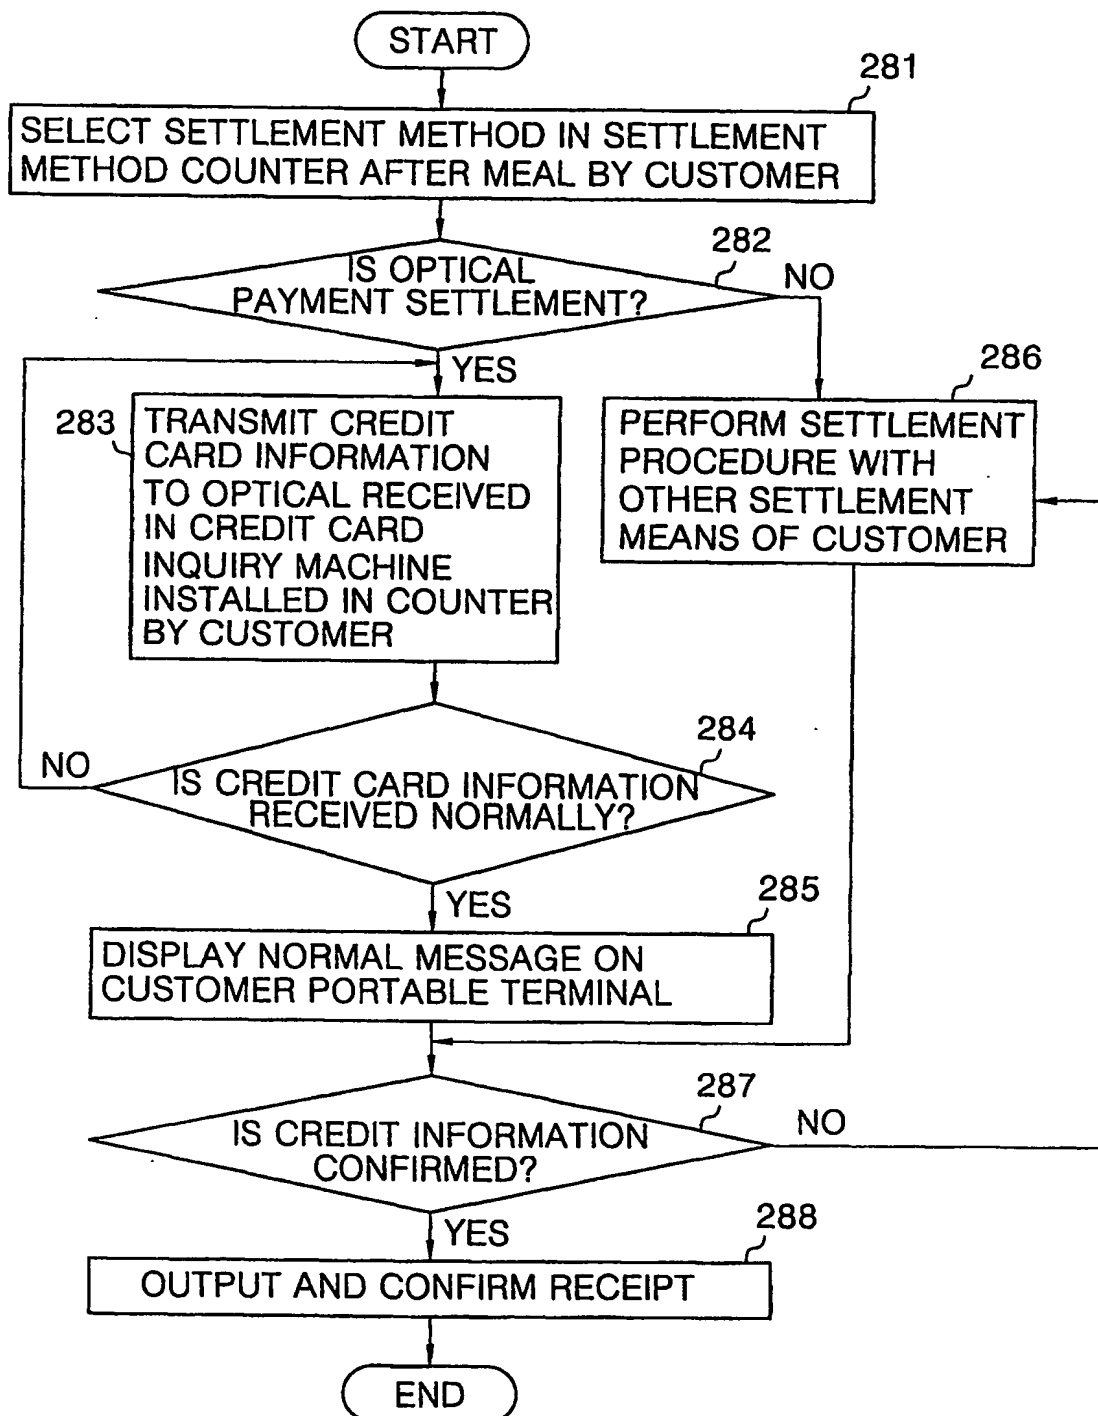 START
281
SELECT SETTLEMENT METHOD IN SETTLEMENT
METHOD COUNTER AFTER MEAL BY CUSTOMER
282
IS OPTICAL
PAYMENT SETTLEMENT?
NO
YES
283
TRANSMIT CREDIT
CARD INFORMATION
TO OPTICAL RECEIVED
IN CREDIT CARD
INQUIRY MACHINE
INSTALLED IN COUNTER
BY CUSTOMER
286
PERFORM SETTLEMENT
PROCEDURE WITH
OTHER SETTLEMENT
MEANS OF CUSTOMER
284
NO
IS CREDIT CARD INFORMATION
RECEIVED NORMALLY?
YES
285
DISPLAY NORMAL MESSAGE ON
CUSTOMER PORTABLE TERMINAL
287
IS CREDIT INFORMATION
CONFIRMED?
NO
YES
288
OUTPUT AND CONFIRM RECEIPT
END